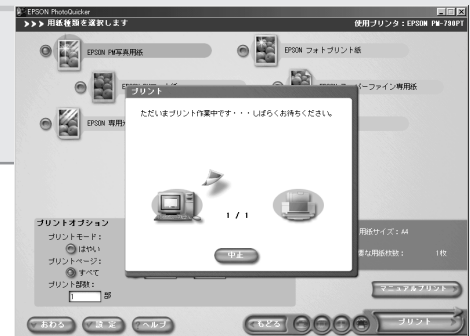 EPSON PhotoQuicker
>>> 用紙種類を選択します
使用プリンタ：EPSON PM-790PT
EPSON PM写真用紙
EPSON フォトプリント紙
ーファイン専用紙
EPSON 専用
プリント
ただいまプリント作業中です・・・しばらくお待ちください。
1 / 1
中止
プリントオプション
プリントモード：
はやい
プリントページ：
すべて
プリント部数：
1 部
用紙サイズ：A4
要な用紙枚数： 1枚
マニュアルプリント
おわる
設 定
ヘルプ
もどる
プリント